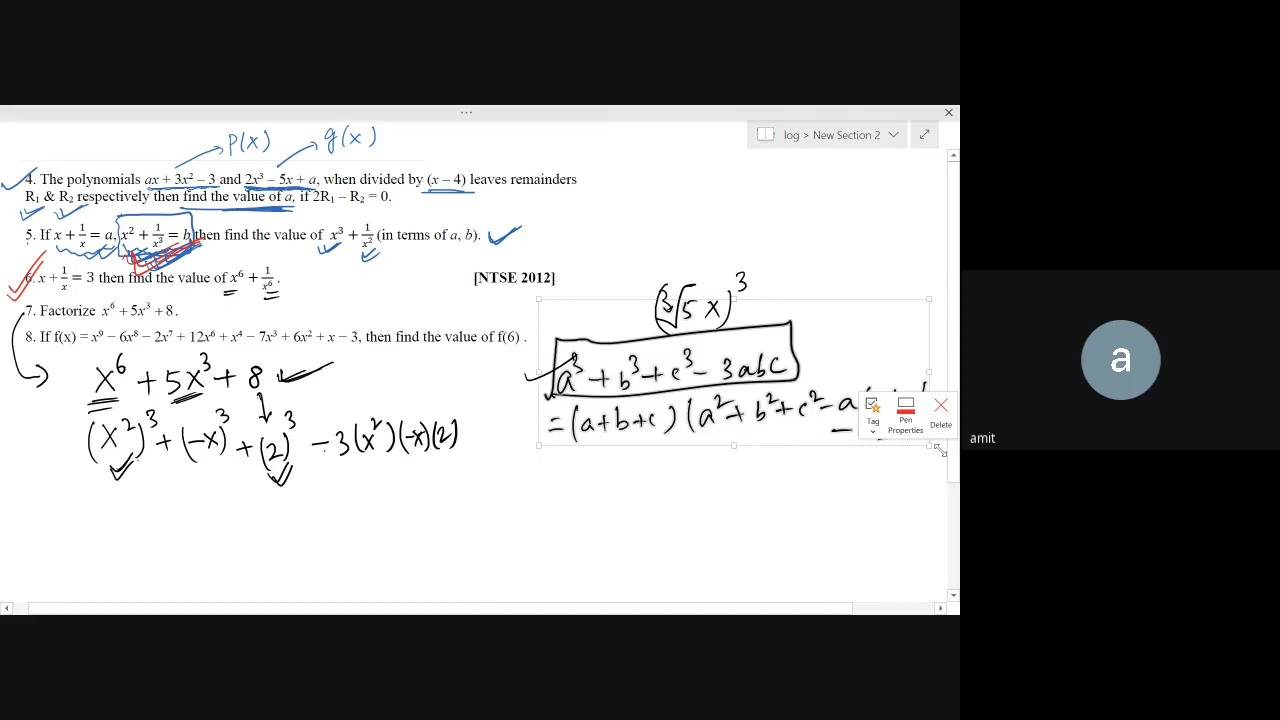 log > New Section 2
P(x) g(x)
4. The polynomials ax + 3x² – 3 and 2x³ – 5x + a, when divided by (x – 4) leaves remainders
R₁ & R₂ respectively then find the value of a, if 2R₁ – R₂ = 0.
5. If x + 1/x = a, x² + 1/x³ = b then find the value of x³ + 1/x² (in terms of a, b).
6. x + 1/x = 3 then find the value of x⁶ + 1/x⁶ . [NTSE 2012]
7. Factorize x⁶ + 5x³ + 8 .
8. If f(x) = x⁹ – 6x⁸ – 2x⁷ + 12x⁶ + x⁴ – 7x³ + 6x² + x – 3, then find the value of f(6) .
(∛5 x)³
x⁶ + 5x³ + 8
a³ + b³ + c³ - 3abc
(x²)³ + (-x)³ + (2)³ - 3(x²)(-x)(2)
= (a+b+c) (a² + b² + c² - a
Tag
Pen Properties
Delete
a
amit